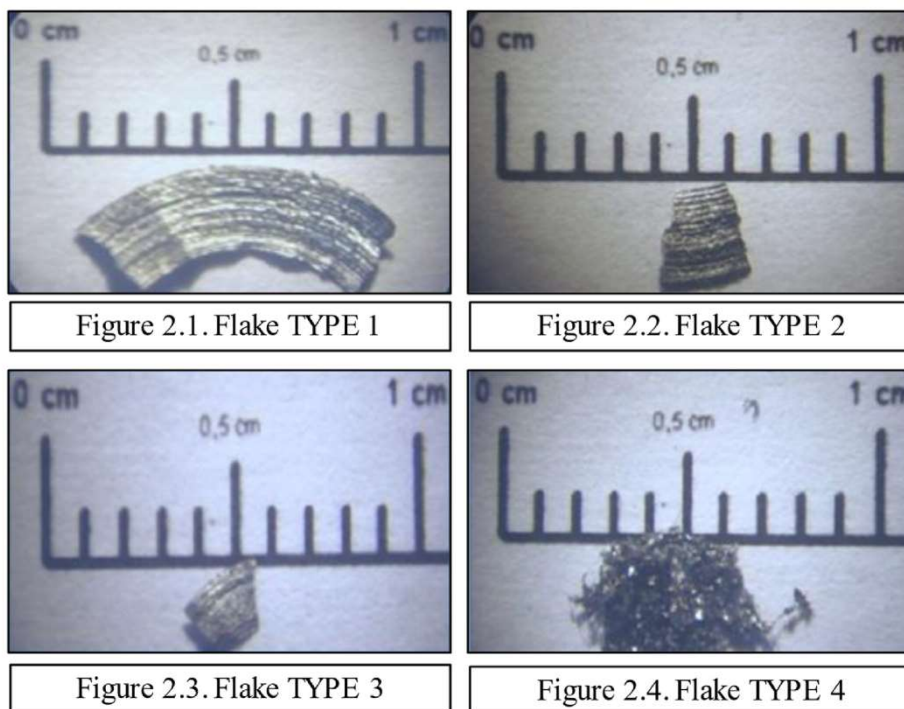 0 cm 1 cm
0,5 cm
0 cm 1 cm
0,5 cm
Figure 2.1. Flake TYPE 1
Figure 2.2. Flake TYPE 2
0 cm 1 cm
0,5 cm
0 cm 1 cm
0,5 cm
Figure 2.3. Flake TYPE 3
Figure 2.4. Flake TYPE 4